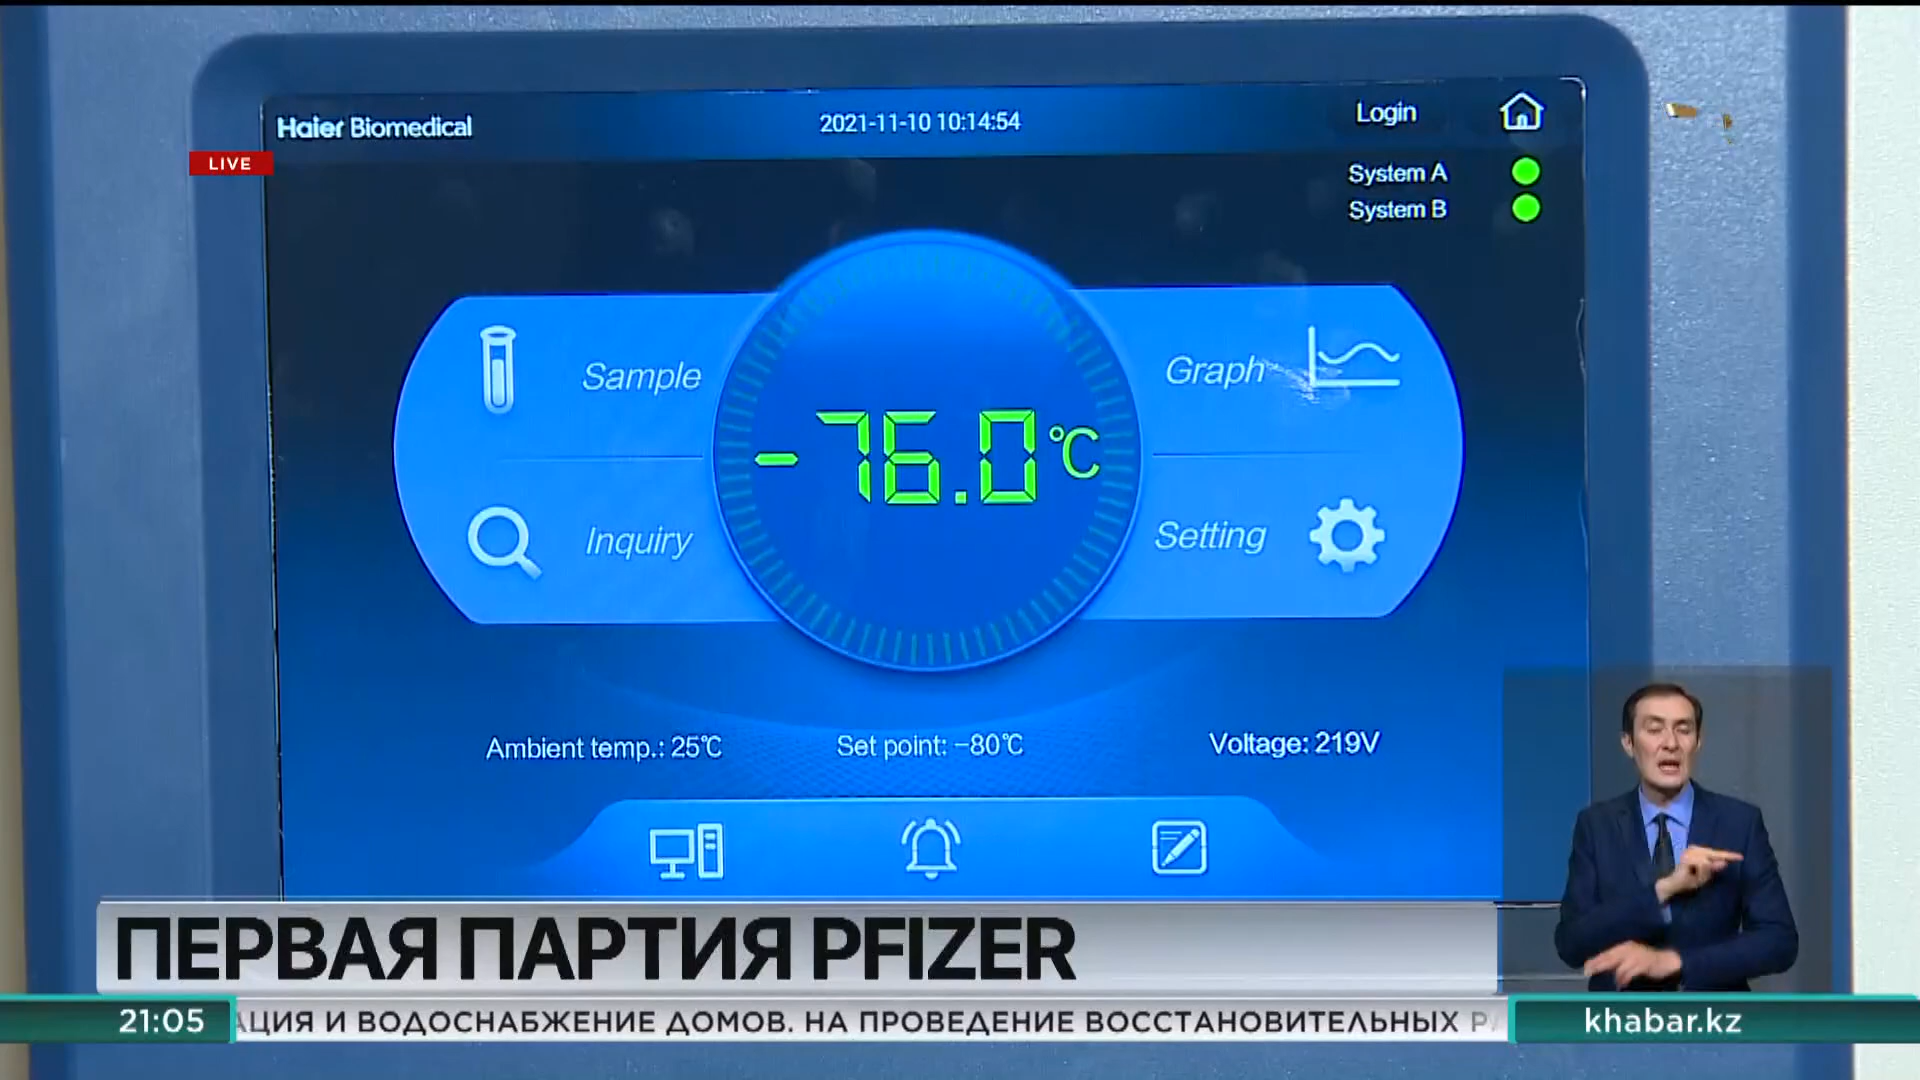 Haier Biomedical
2021-11-10 10:14:54
Login
LIVE
System A
System B
Sample
Graph
-76.0°C
Inquiry
Setting
Ambient temp.: 25℃
Set point: -80℃
Voltage: 219V
ПЕРВАЯ ПАРТИЯ PFIZER
21:05
И ВОДОСНАБЖЕНИЕ ДОМОВ. НА ПРОВЕДЕНИЕ ВОССТАНОВИТЕЛЬНЫХ
khabar.kz